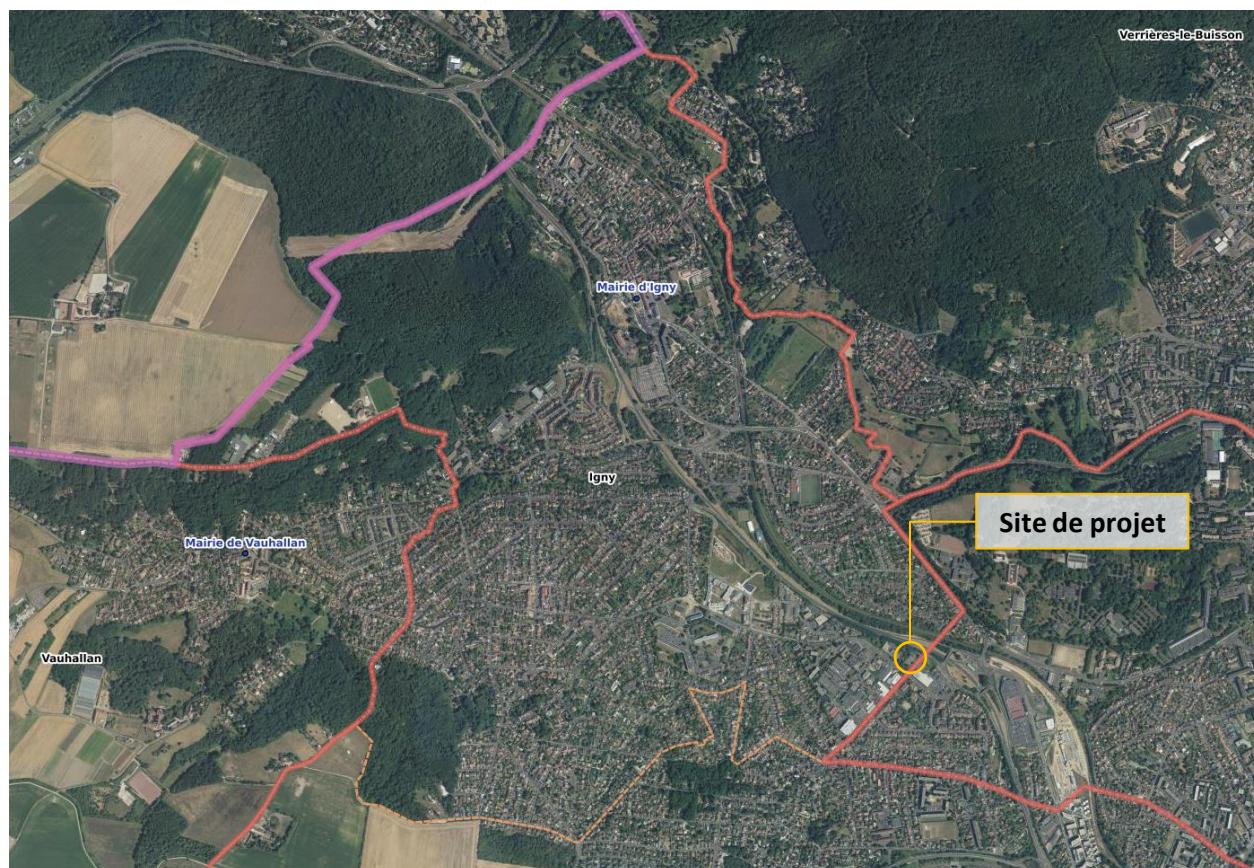 Verrières-le-Buisson
Mairie d'Igny
Igny
Site de projet
Mairie de Vauhallan
Vauhallan